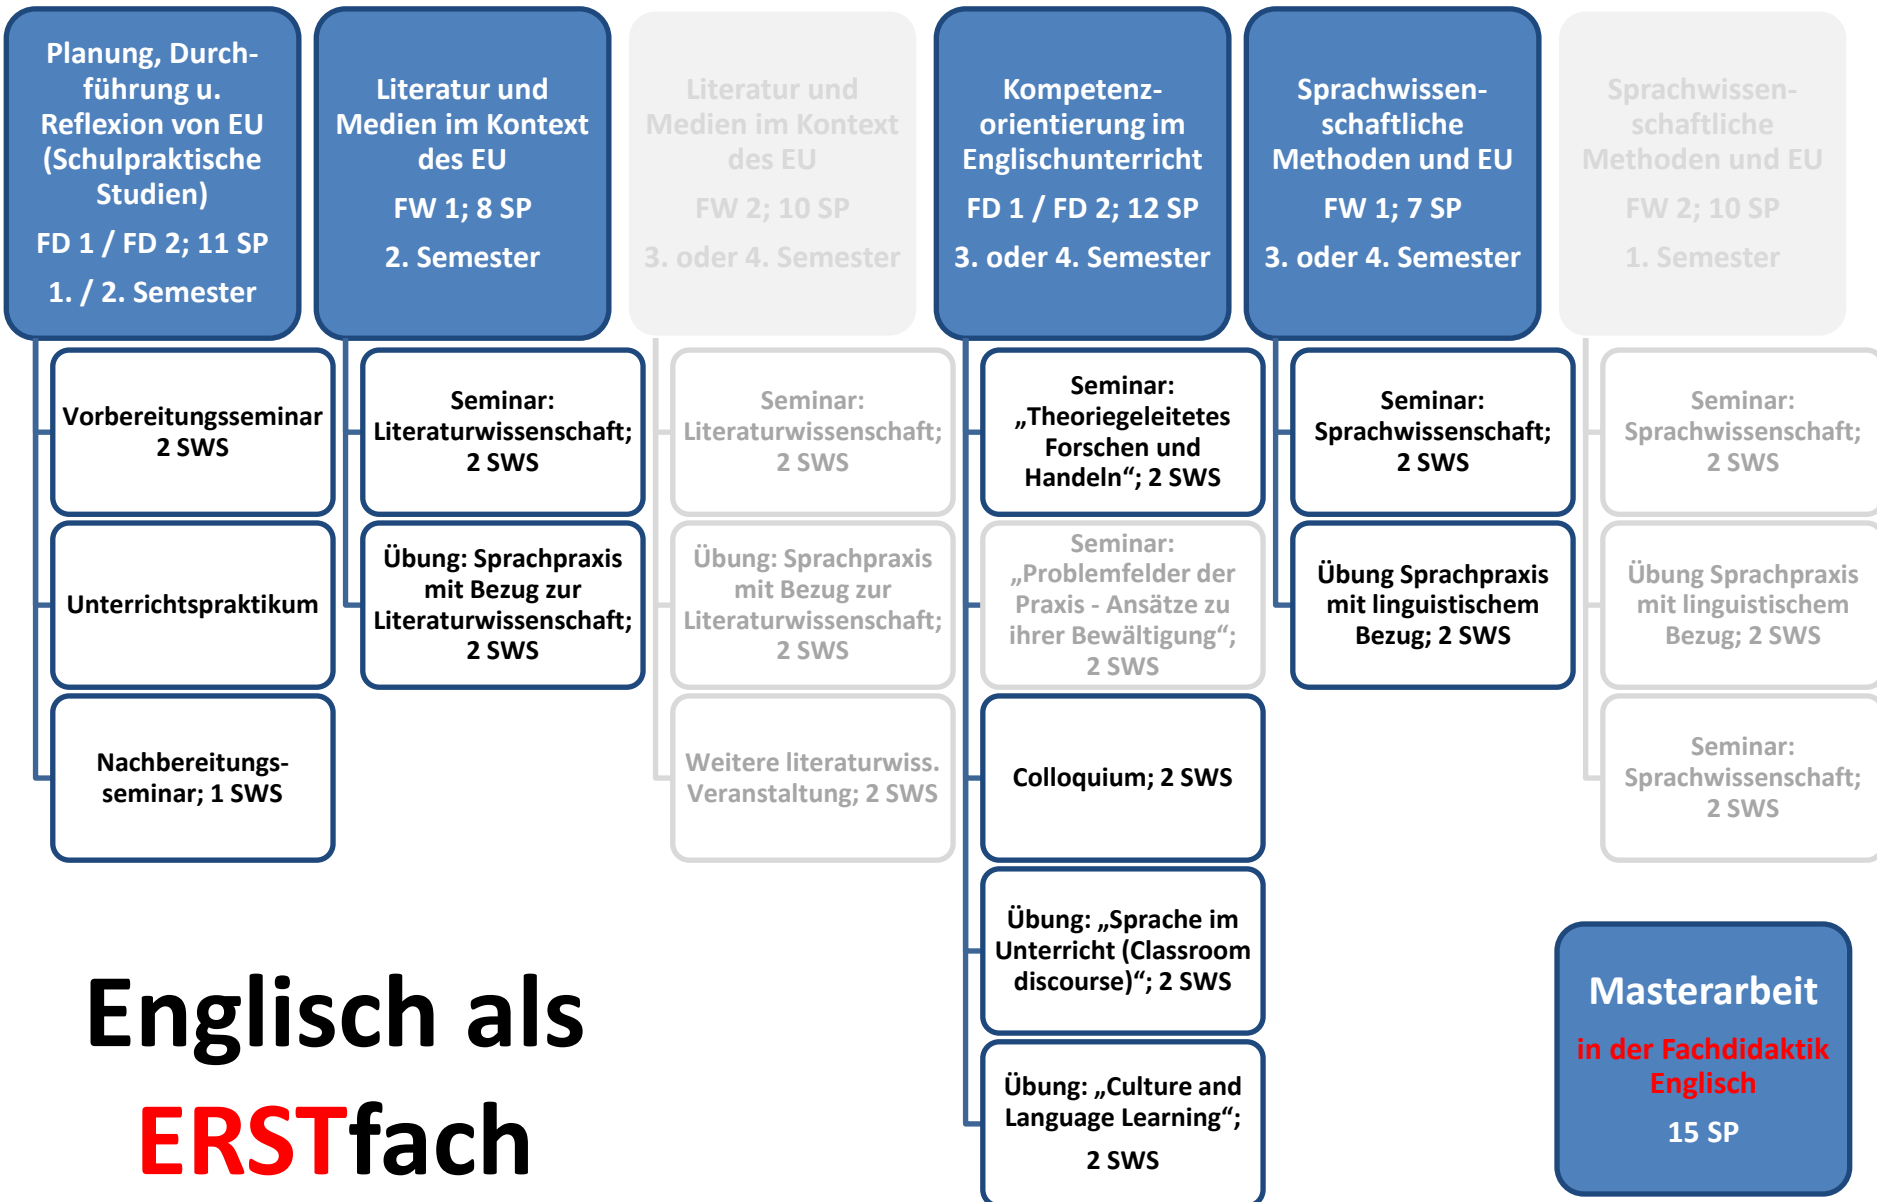 Planung, Durch-
führung u.
Reflexion von EU
(Schulpraktische
Studien)
FD 1 / FD 2; 11 SP
1. / 2. Semester
Vorbereitungsseminar
2 SWS
Unterrichtspraktikum
Nachbereitungs-
seminar; 1 SWS
Literatur und
Medien im Kontext
des EU
FW 1; 8 SP
2. Semester
Seminar:
Literaturwissenschaft;
2 SWS
Übung: Sprachpraxis
mit Bezug zur
Literaturwissenschaft;
2 SWS
Literatur und
Medien im Kontext
des EU
FW 2; 10 SP
3. oder 4. Semester
Seminar:
Literaturwissenschaft;
2 SWS
Übung: Sprachpraxis
mit Bezug zur
Literaturwissenschaft;
2 SWS
Weitere literaturwiss.
Veranstaltung; 2 SWS
Kompetenz-
orientierung im
Englischunterricht
FD 1 / FD 2; 12 SP
3. oder 4. Semester
Seminar:
„Theoriegeleitetes
Forschen und
Handeln“; 2 SWS
Seminar:
„Problemfelder der
Praxis - Ansätze zu
ihrer Bewältigung“;
2 SWS
Colloquium; 2 SWS
Übung: „Sprache im
Unterricht (Classroom
discourse)“; 2 SWS
Übung: „Culture and
Language Learning“;
2 SWS
Sprachwissen-
schaftliche
Methoden und EU
FW 1; 7 SP
3. oder 4. Semester
Seminar:
Sprachwissenschaft;
2 SWS
Übung Sprachpraxis
mit linguistischem
Bezug; 2 SWS
Sprachwissen-
schaftliche
Methoden und EU
FW 2; 10 SP
1. Semester
Seminar:
Sprachwissenschaft;
2 SWS
Übung Sprachpraxis
mit linguistischem
Bezug; 2 SWS
Seminar:
Sprachwissenschaft;
2 SWS
Englisch als
ERSTfach
Masterarbeit
in der Fachdidaktik
Englisch
15 SP